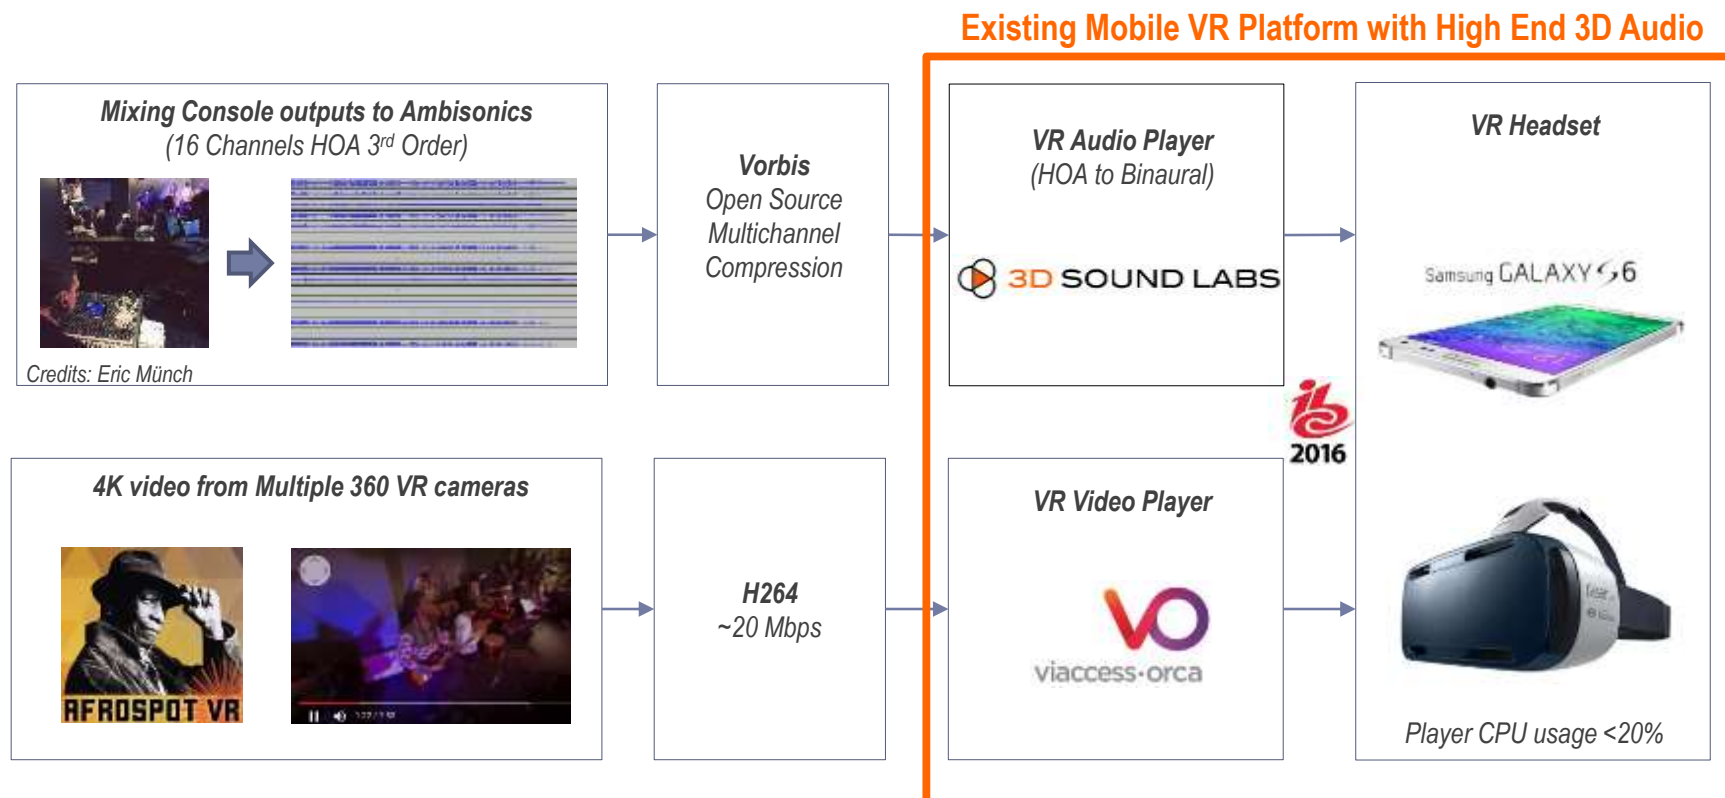 Existing Mobile VR Platform with High End 3D Audio
Mixing Console outputs to Ambisonics
(16 Channels HOA 3rd Order)
Credits: Eric Münch
Vorbis
Open Source
Multichannel
Compression
VR Audio Player
(HOA to Binaural)
3D SOUND LABS
VR Headset
Samsung GALAXY S6
ibc
2016
4K video from Multiple 360 VR cameras
AFROSPOT VR
H264
~20 Mbps
VR Video Player
VO
viaccess·orca
Player CPU usage <20%